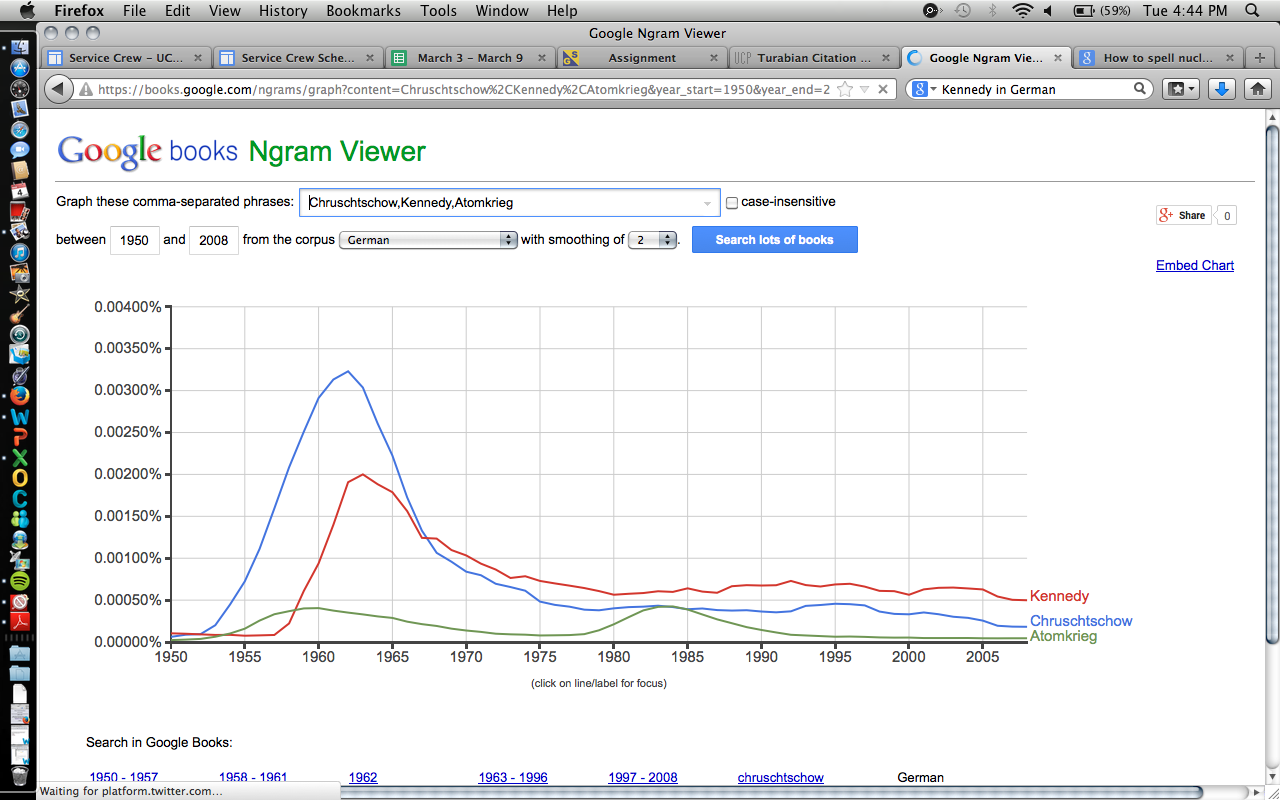 Firefox File Edit View History Bookmarks Tools Window Help (59%) Tue 4:44 PM
Google Ngram Viewer
Service Crew – UC... Service Crew Sche... March 3 – March 9 Assignment Turabian Citation ... Google Ngram Vie... How to spell nucl...
https://books.google.com/ngrams/graph?content=Chruschtschow%2CKennedy%2CAtomkrieg&year_start=1950&year_end=2 Kennedy in German
Google books Ngram Viewer
Graph these comma-separated phrases: Chruschtschow,Kennedy,Atomkrieg case-insensitive
Share 0
between 1950 and 2008 from the corpus German with smoothing of 2 . Search lots of books
Embed Chart
0.00400%
0.00350%
0.00300%
0.00250%
0.00200%
0.00150%
0.00100%
0.00050%
0.00000%
Kennedy
Chruschtschow
Atomkrieg
1950 1955 1960 1965 1970 1975 1980 1985 1990 1995 2000 2005
(click on line/label for focus)
Search in Google Books:
1950 - 1957 1958 - 1961 1962 1963 - 1996 1997 - 2008 chruschtschow German
Waiting for platform.twitter.com...